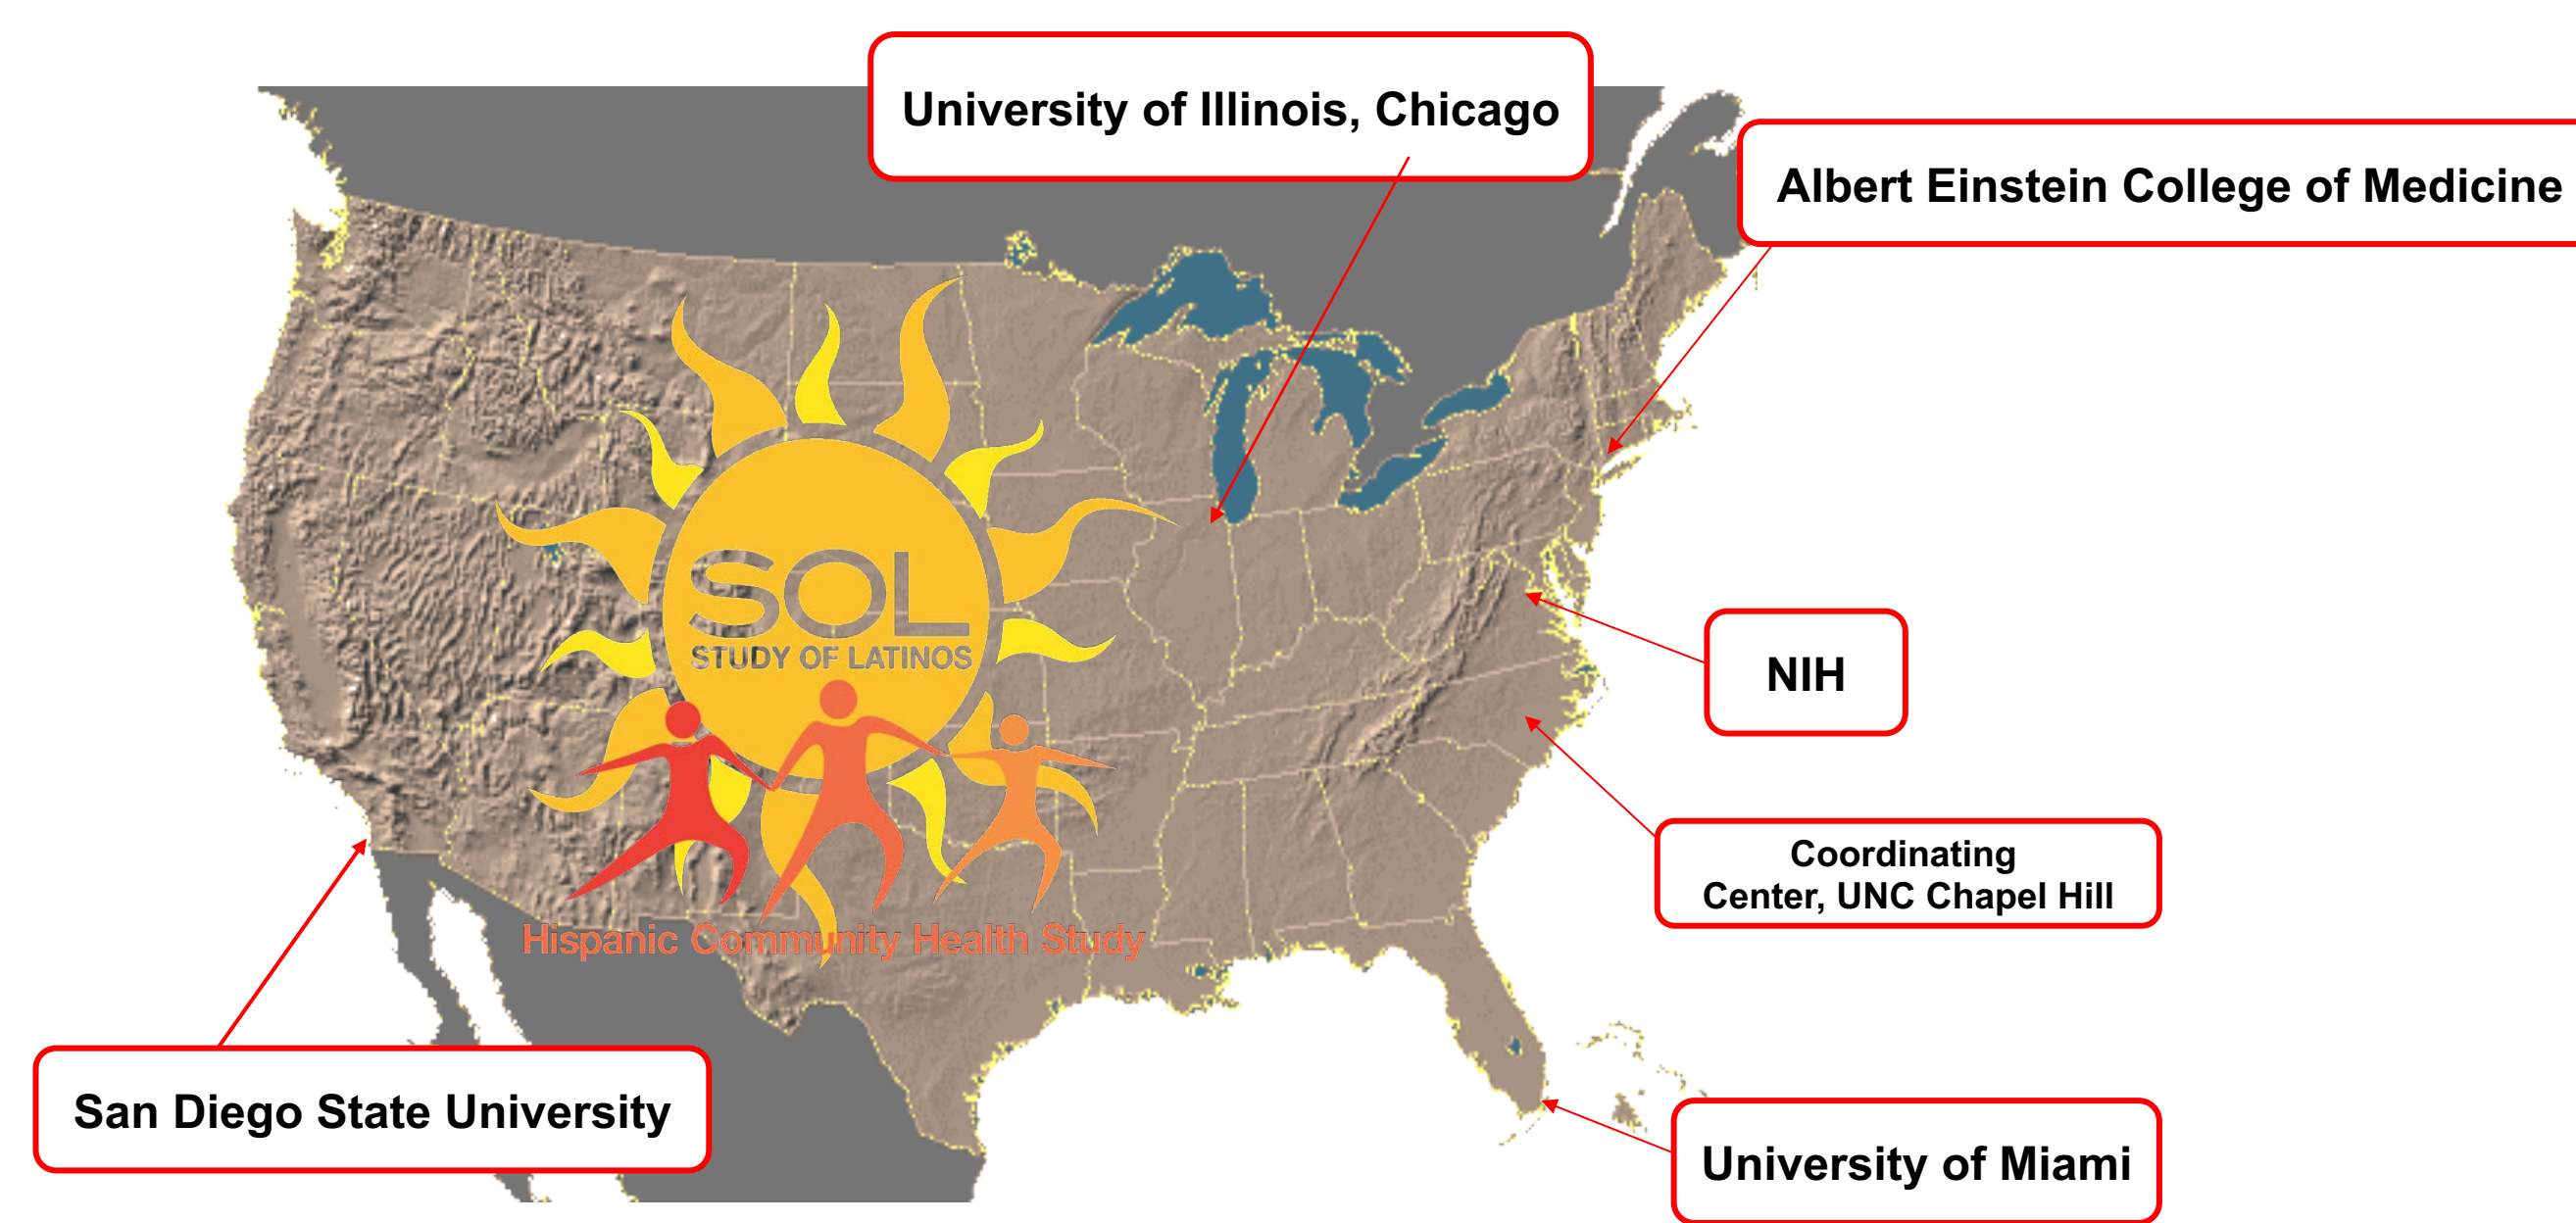 University of Illinois, Chicago
Albert Einstein College of Medicine
SOL
STUDY OF LATINOS
NIH
Coordinating
Center, UNC Chapel Hill
Hispanic Community Health Study
San Diego State University
University of Miami